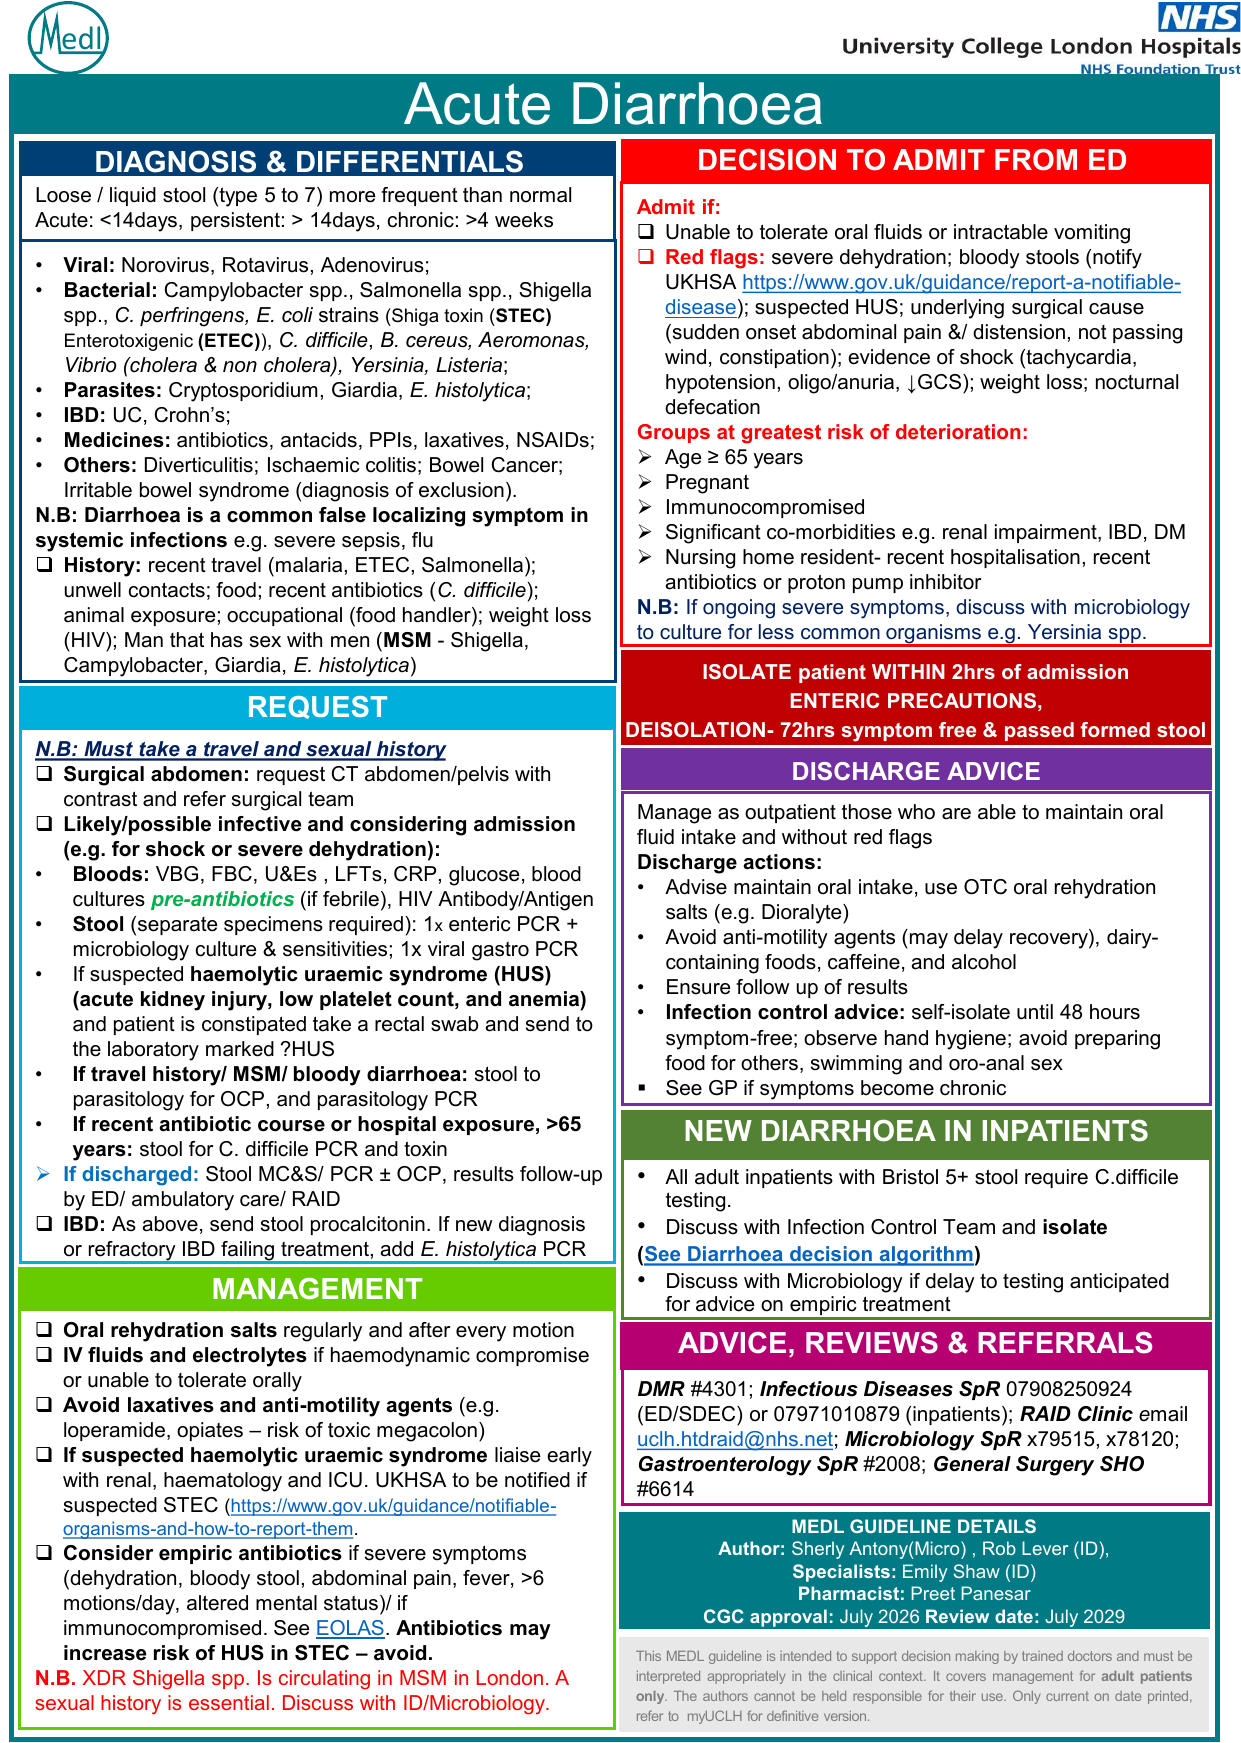 Medl
NHS
University College London Hospitals
NHS Foundation Trust
Acute Diarrhoea
DIAGNOSIS & DIFFERENTIALS
Loose / liquid stool (type 5 to 7) more frequent than normal
Acute: <14days, persistent: > 14days, chronic: >4 weeks
• Viral: Norovirus, Rotavirus, Adenovirus;
• Bacterial: Campylobacter spp., Salmonella spp., Shigella
spp., C. perfringens, E. coli strains (Shiga toxin (STEC)
Enterotoxigenic (ETEC)), C. difficile, B. cereus, Aeromonas,
Vibrio (cholera & non cholera), Yersinia, Listeria;
• Parasites: Cryptosporidium, Giardia, E. histolytica;
• IBD: UC, Crohn's;
• Medicines: antibiotics, antacids, PPIs, laxatives, NSAIDs;
• Others: Diverticulitis; Ischaemic colitis; Bowel Cancer;
Irritable bowel syndrome (diagnosis of exclusion).
N.B: Diarrhoea is a common false localizing symptom in
systemic infections e.g. severe sepsis, flu
❑ History: recent travel (malaria, ETEC, Salmonella);
unwell contacts; food; recent antibiotics (C. difficile);
animal exposure; occupational (food handler); weight loss
(HIV); Man that has sex with men (MSM - Shigella,
Campylobacter, Giardia, E. histolytica)
REQUEST
N.B: Must take a travel and sexual history
❑ Surgical abdomen: request CT abdomen/pelvis with
contrast and refer surgical team
❑ Likely/possible infective and considering admission
(e.g. for shock or severe dehydration):
• Bloods: VBG, FBC, U&Es , LFTs, CRP, glucose, blood
cultures pre-antibiotics (if febrile), HIV Antibody/Antigen
• Stool (separate specimens required): 1x enteric PCR +
microbiology culture & sensitivities; 1x viral gastro PCR
• If suspected haemolytic uraemic syndrome (HUS)
(acute kidney injury, low platelet count, and anemia)
and patient is constipated take a rectal swab and send to
the laboratory marked ?HUS
• If travel history/ MSM/ bloody diarrhoea: stool to
parasitology for OCP, and parasitology PCR
• If recent antibiotic course or hospital exposure, >65
years: stool for C. difficile PCR and toxin
➢ If discharged: Stool MC&S/ PCR ± OCP, results follow-up
by ED/ ambulatory care/ RAID
❑ IBD: As above, send stool procalcitonin. If new diagnosis
or refractory IBD failing treatment, add E. histolytica PCR
MANAGEMENT
❑ Oral rehydration salts regularly and after every motion
❑ IV fluids and electrolytes if haemodynamic compromise
or unable to tolerate orally
❑ Avoid laxatives and anti-motility agents (e.g.
loperamide, opiates – risk of toxic megacolon)
❑ If suspected haemolytic uraemic syndrome liaise early
with renal, haematology and ICU. UKHSA to be notified if
suspected STEC (https://www.gov.uk/guidance/notifiable-
organisms-and-how-to-report-them.
❑ Consider empiric antibiotics if severe symptoms
(dehydration, bloody stool, abdominal pain, fever, >6
motions/day, altered mental status)/ if
immunocompromised. See EOLAS. Antibiotics may
increase risk of HUS in STEC – avoid.
N.B. XDR Shigella spp. Is circulating in MSM in London. A
sexual history is essential. Discuss with ID/Microbiology.
DECISION TO ADMIT FROM ED
Admit if:
❑ Unable to tolerate oral fluids or intractable vomiting
❑ Red flags: severe dehydration; bloody stools (notify
UKHSA https://www.gov.uk/guidance/report-a-notifiable-
disease); suspected HUS; underlying surgical cause
(sudden onset abdominal pain &/ distension, not passing
wind, constipation); evidence of shock (tachycardia,
hypotension, oligo/anuria, ↓GCS); weight loss; nocturnal
defecation
Groups at greatest risk of deterioration:
➢ Age ≥ 65 years
➢ Pregnant
➢ Immunocompromised
➢ Significant co-morbidities e.g. renal impairment, IBD, DM
➢ Nursing home resident- recent hospitalisation, recent
antibiotics or proton pump inhibitor
N.B: If ongoing severe symptoms, discuss with microbiology
to culture for less common organisms e.g. Yersinia spp.
ISOLATE patient WITHIN 2hrs of admission
ENTERIC PRECAUTIONS,
DEISOLATION- 72hrs symptom free & passed formed stool
DISCHARGE ADVICE
Manage as outpatient those who are able to maintain oral
fluid intake and without red flags
Discharge actions:
• Advise maintain oral intake, use OTC oral rehydration
salts (e.g. Dioralyte)
• Avoid anti-motility agents (may delay recovery), dairy-
containing foods, caffeine, and alcohol
• Ensure follow up of results
• Infection control advice: self-isolate until 48 hours
symptom-free; observe hand hygiene; avoid preparing
food for others, swimming and oro-anal sex
▪ See GP if symptoms become chronic
NEW DIARRHOEA IN INPATIENTS
• All adult inpatients with Bristol 5+ stool require C.difficile
testing.
• Discuss with Infection Control Team and isolate
(See Diarrhoea decision algorithm)
• Discuss with Microbiology if delay to testing anticipated
for advice on empiric treatment
ADVICE, REVIEWS & REFERRALS
DMR #4301; Infectious Diseases SpR 07908250924
(ED/SDEC) or 07971010879 (inpatients); RAID Clinic email
uclh.htdraid@nhs.net; Microbiology SpR x79515, x78120;
Gastroenterology SpR #2008; General Surgery SHO
#6614
MEDL GUIDELINE DETAILS
Author: Sherly Antony(Micro) , Rob Lever (ID),
Specialists: Emily Shaw (ID)
Pharmacist: Preet Panesar
CGC approval: July 2026 Review date: July 2029
This MEDL guideline is intended to support decision making by trained doctors and must be
interpreted appropriately in the clinical context. It covers management for adult patients
only. The authors cannot be held responsible for their use. Only current on date printed,
refer to myUCLH for definitive version.